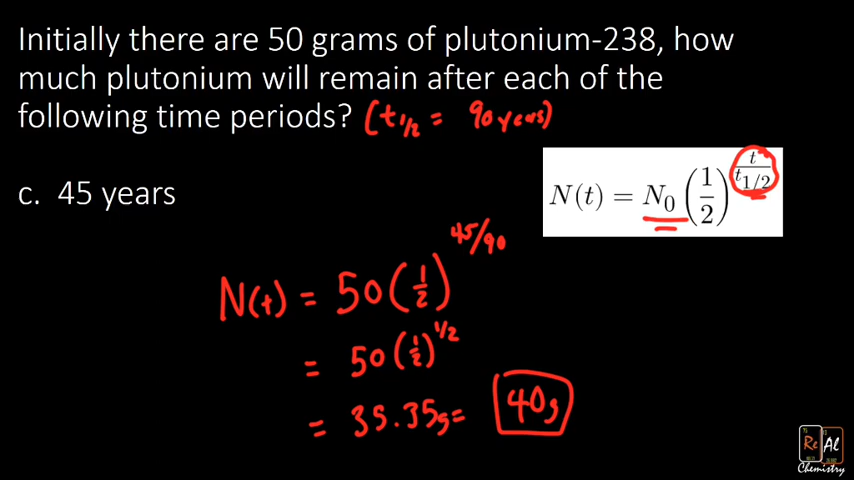 Initially there are 50 grams of plutonium-238, how
much plutonium will remain after each of the
following time periods? (t1/2 = 90 years)
c. 45 years
N(t) = N₀ (1/2)^(t/t1/2)
N(t) = 50 (1/2)^45/90
= 50 (1/2)^1/2
= 35.35g = 40g
Re Al
Chemistry